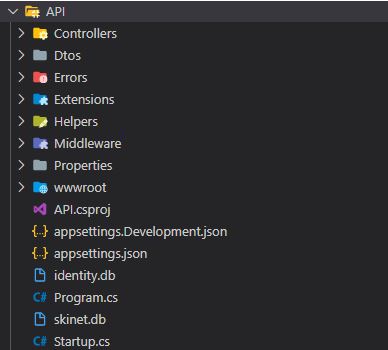 API
Controllers
Dtos
Errors
Extensions
Helpers
Middleware
Properties
wwwroot
API.csproj
{..} appsettings.Development.json
{..} appsettings.json
identity.db
C# Program.cs
skinet.db
C# Startup.cs